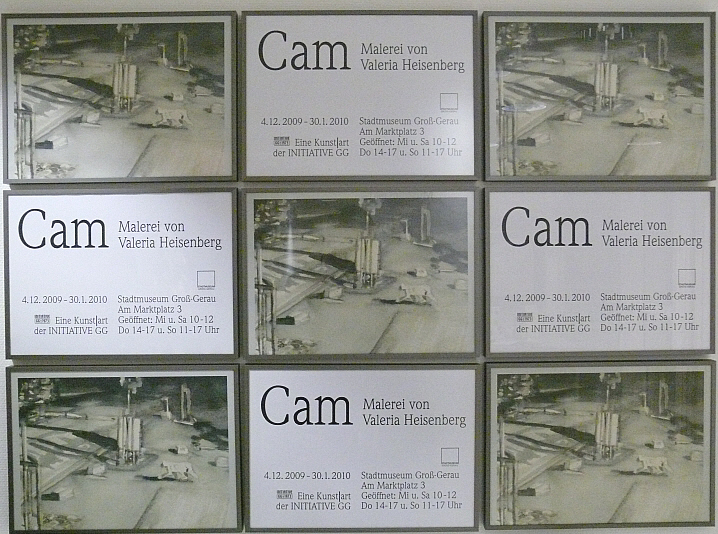 Cam
Malerei von
Valeria Heisenberg
4.12.2009 - 30.1.2010
Stadtmuseum Groß-Gerau
Am Marktplatz 3
Geöffnet: Mi u. Sa 10-12
Do 14-17 u. So 11-17 Uhr
Eine Kunst|art
der INITIATIVE GG
Cam
Malerei von
Valeria Heisenberg
4.12. 2009 - 30.1. 2010
Stadtmuseum Groß-Gerau
Am Marktplatz 3
Geöffnet: Mi u. Sa 10-12
Do 14-17 u. So 11-17 Uhr
Eine Kunst|art
der INITIATIVE GG
Cam
Malerei von
Valeria Heisenberg
4.12. 2009 - 30.1. 2010
Stadtmuseum Groß-Gerau
Am Marktplatz 3
Geöffnet: Mi u. Sa 10-12
Do 14-17 u. So 11-17 Uhr
Eine Kunst|art
der INITIATIVE GG
Cam
Malerei von
Valeria Heisenberg
4.12. 2009 - 30.1. 2010
Stadtmuseum Groß-Gerau
Am Marktplatz 3
Geöffnet: Mi u. Sa 10-12
Do 14-17 u. So 11-17 Uhr
Eine Kunst|art
der INITIATIVE GG